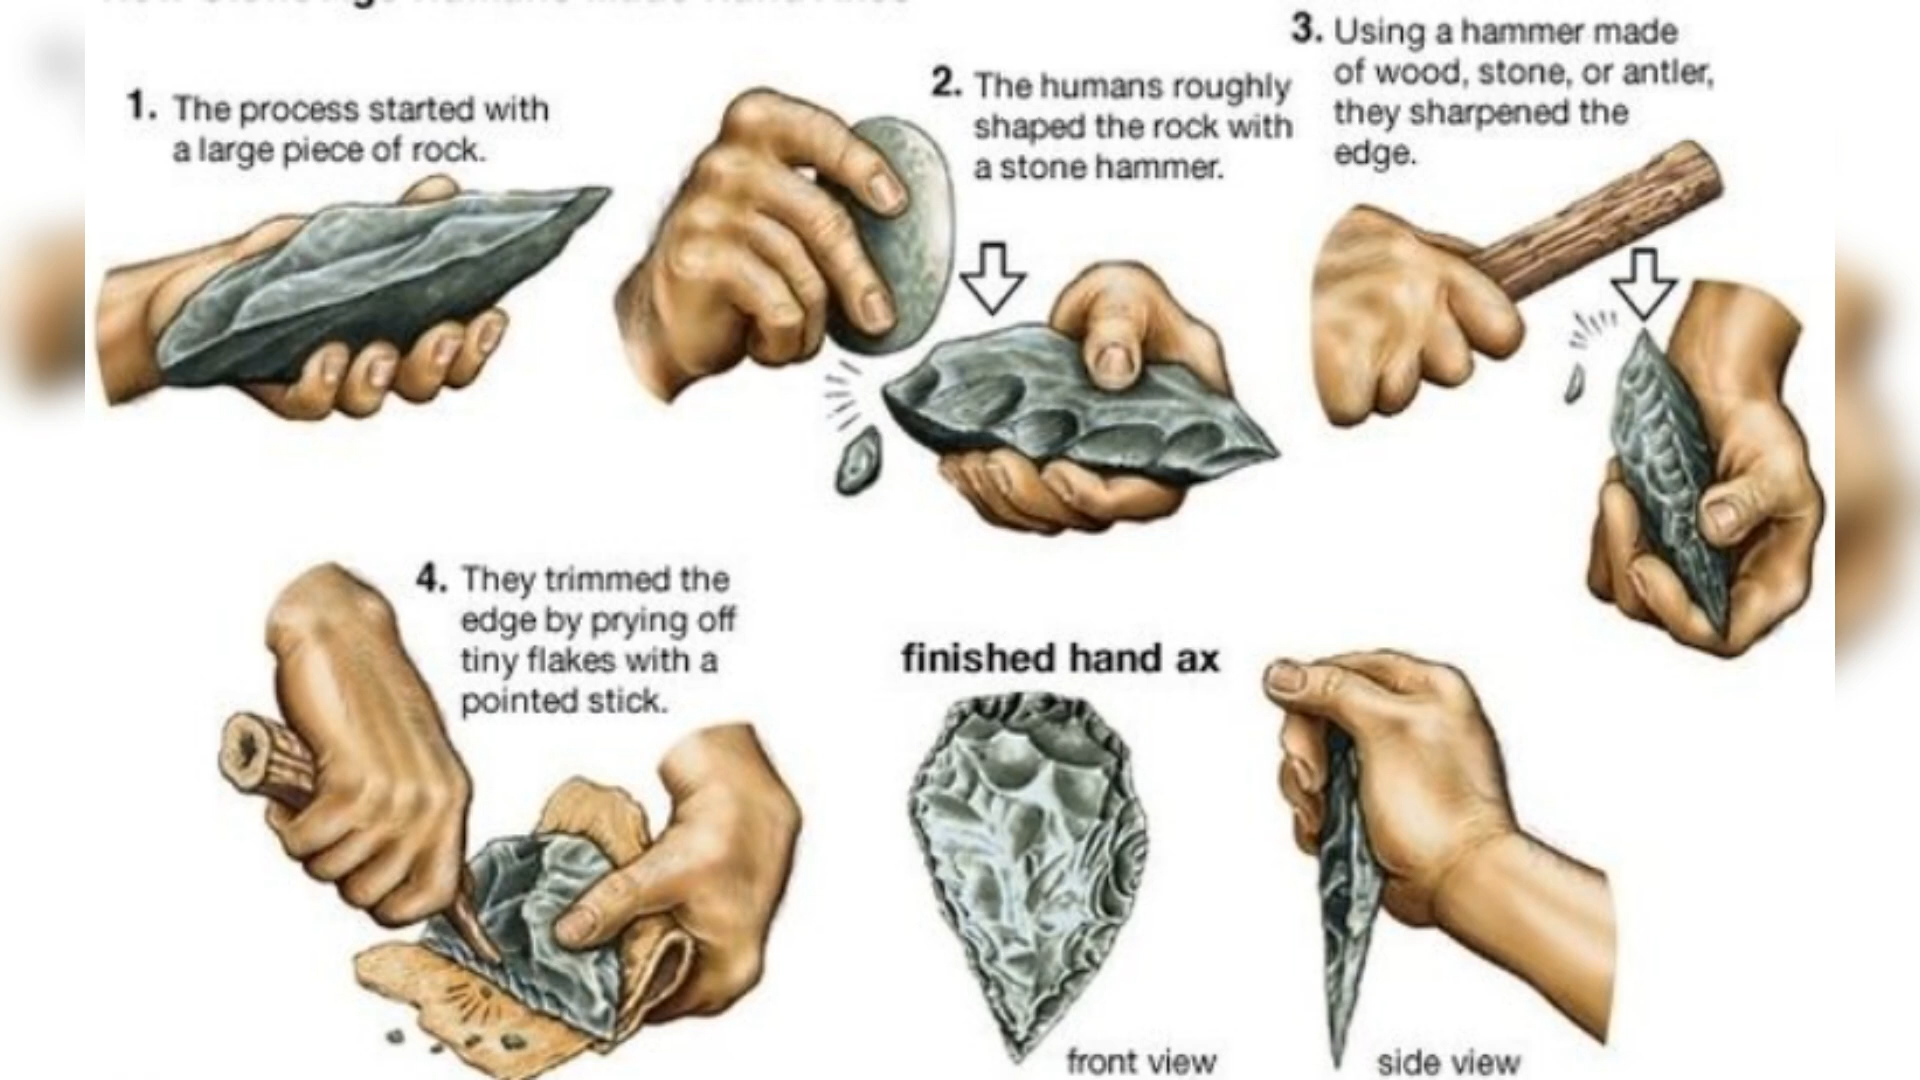 1. The process started with
a large piece of rock.
2. The humans roughly
shaped the rock with
a stone hammer.
3. Using a hammer made
of wood, stone, or antler,
they sharpened the
edge.
4. They trimmed the
edge by prying off
tiny flakes with a
pointed stick.
finished hand ax
front view
side view